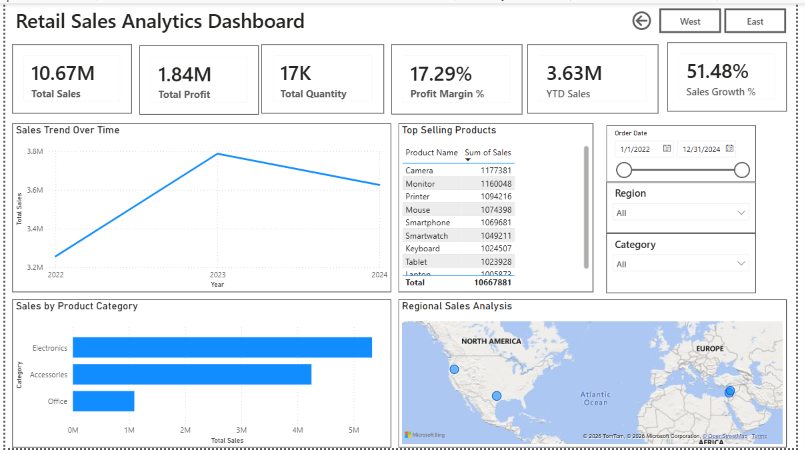 Retail Sales Analytics Dashboard
West
East
10.67M
Total Sales
1.84M
Total Profit
17K
Total Quantity
17.29%
Profit Margin %
3.63M
YTD Sales
51.48%
Sales Growth %
Sales Trend Over Time
3.8M
3.6M
3.4M
3.2M
Total Sales
2022
2023
2024
Year
Top Selling Products
Product Name Sum of Sales
Camera 1177381
Monitor 1160048
Printer 1094216
Mouse 1074398
Smartphone 1069681
Smartwatch 1049211
Keyboard 1024507
Tablet 1023928
Laptop 1005873
Total 10667881
Order Date
1/1/2022
12/31/2024
Region
All
Category
All
Sales by Product Category
Category
Electronics
Accessories
Office
0M
1M
2M
3M
4M
5M
Total Sales
Regional Sales Analysis
NORTH AMERICA
EUROPE
Atlantic
Ocean
AFRICA
Microsoft Bing
© 2026 TomTom, © 2026 Microsoft Corporation, © OpenStreetMap Terms